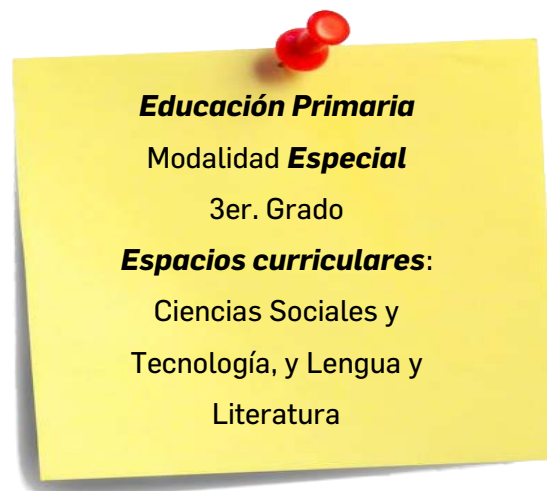 Educación Primaria
Modalidad Especial
3er. Grado
Espacios curriculares:
Ciencias Sociales y
Tecnología, y Lengua y
Literatura